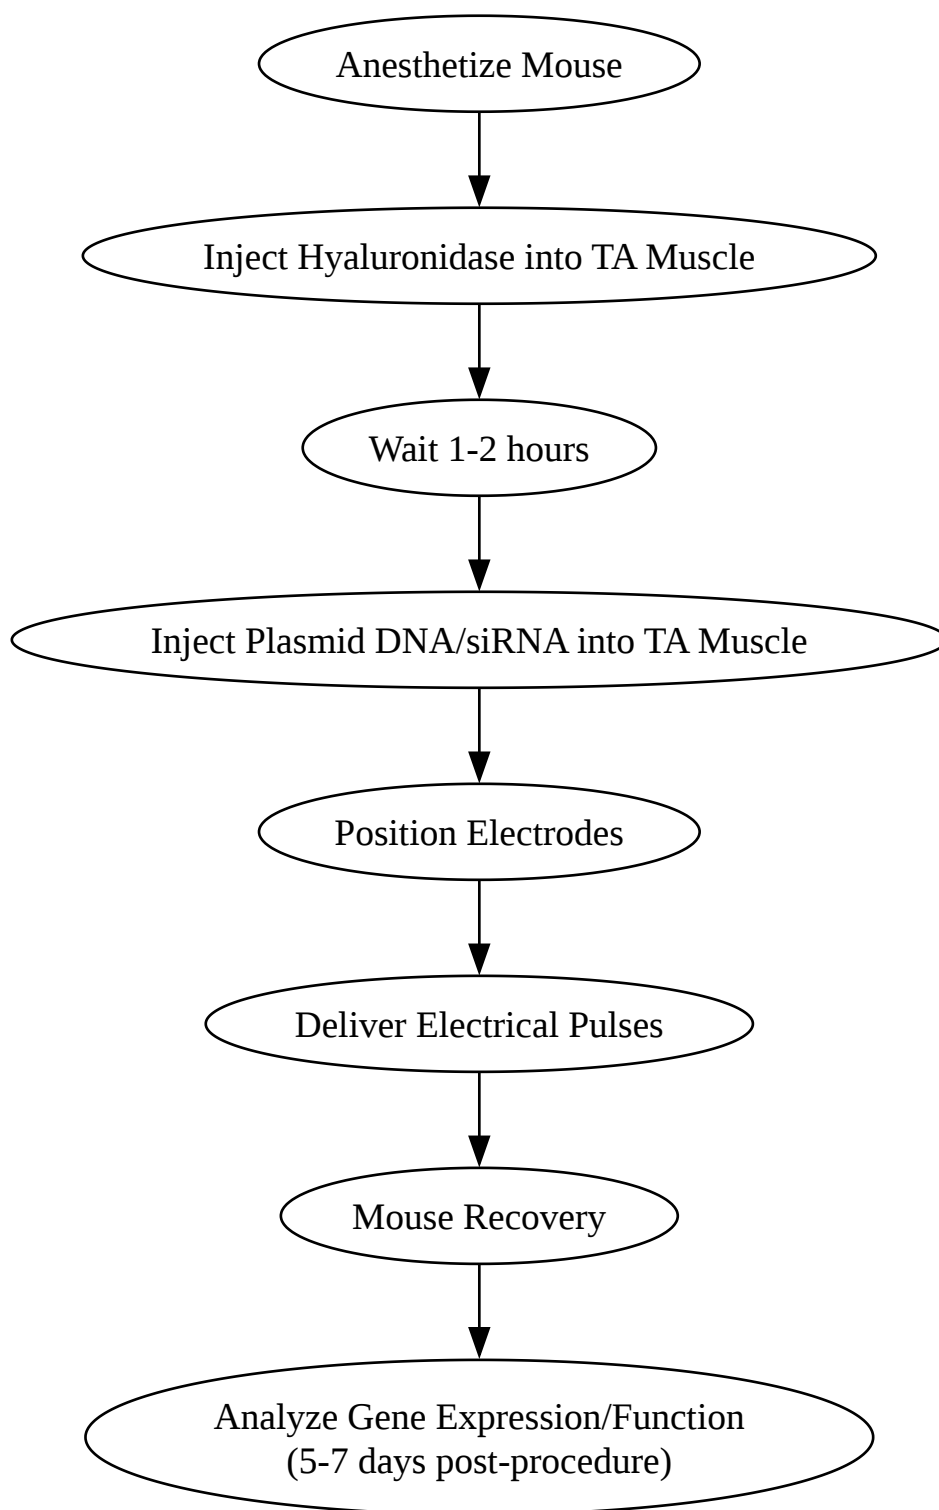 Anesthetize Mouse
Inject Hyaluronidase into TA Muscle
Wait 1-2 hours
Inject Plasmid DNA/siRNA into TA Muscle
Position Electrodes
Deliver Electrical Pulses
Mouse Recovery
Analyze Gene Expression/Function
(5-7 days post-procedure)